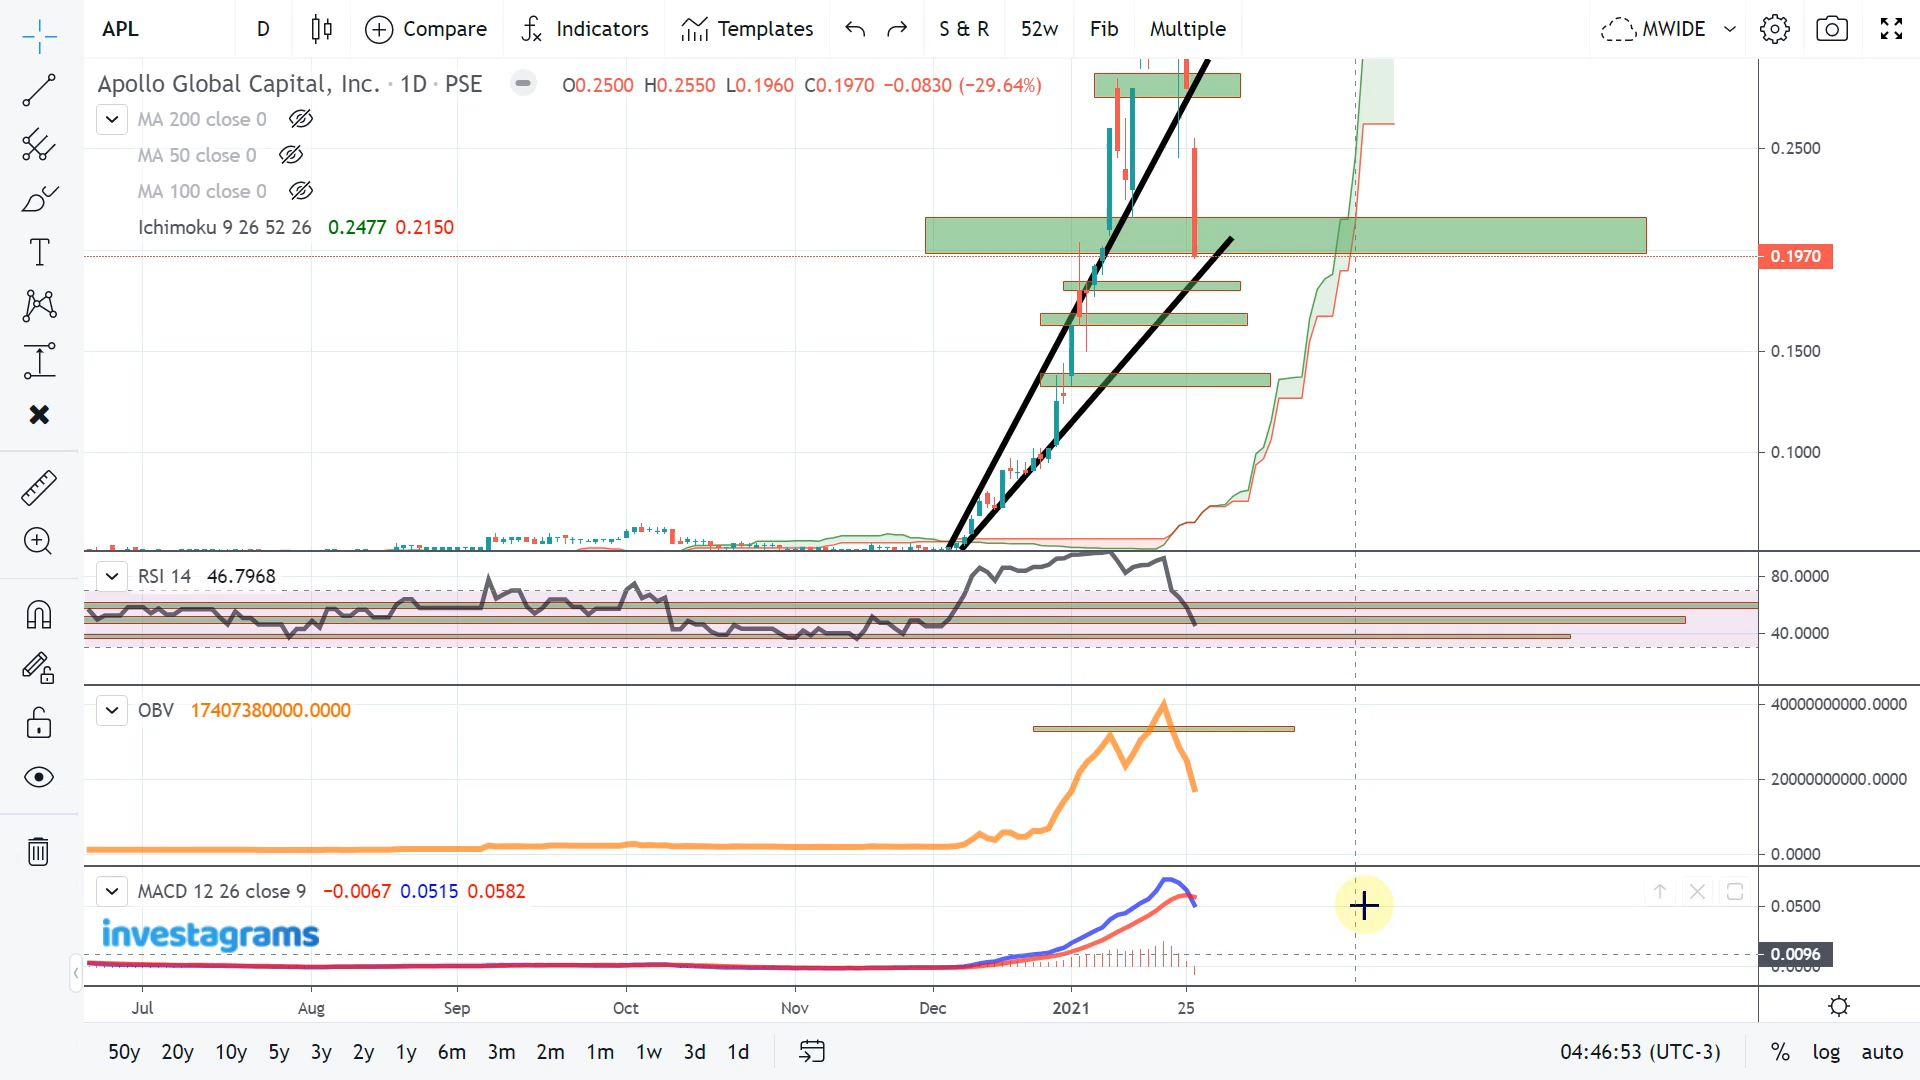 APL D Compare Indicators Templates S & R 52w Fib Multiple MWIDE
Apollo Global Capital, Inc. · 1D · PSE O0.2500 H0.2550 L0.1960 C0.1970 −0.0830 (−29.64%)
MA 200 close 0
MA 50 close 0
MA 100 close 0
Ichimoku 9 26 52 26 0.2477 0.2150
0.2500
0.1970
0.1500
0.1000
RSI 14 46.7968
80.0000
40.0000
OBV 17407380000.0000
40000000000.0000
20000000000.0000
0.0000
MACD 12 26 close 9 −0.0067 0.0515 0.0582
0.0500
investagrams
0.0096
0.0000
Jul Aug Sep Oct Nov Dec 2021 25
50y 20y 10y 5y 3y 2y 1y 6m 3m 2m 1m 1w 3d 1d 04:46:53 (UTC-3) % log auto